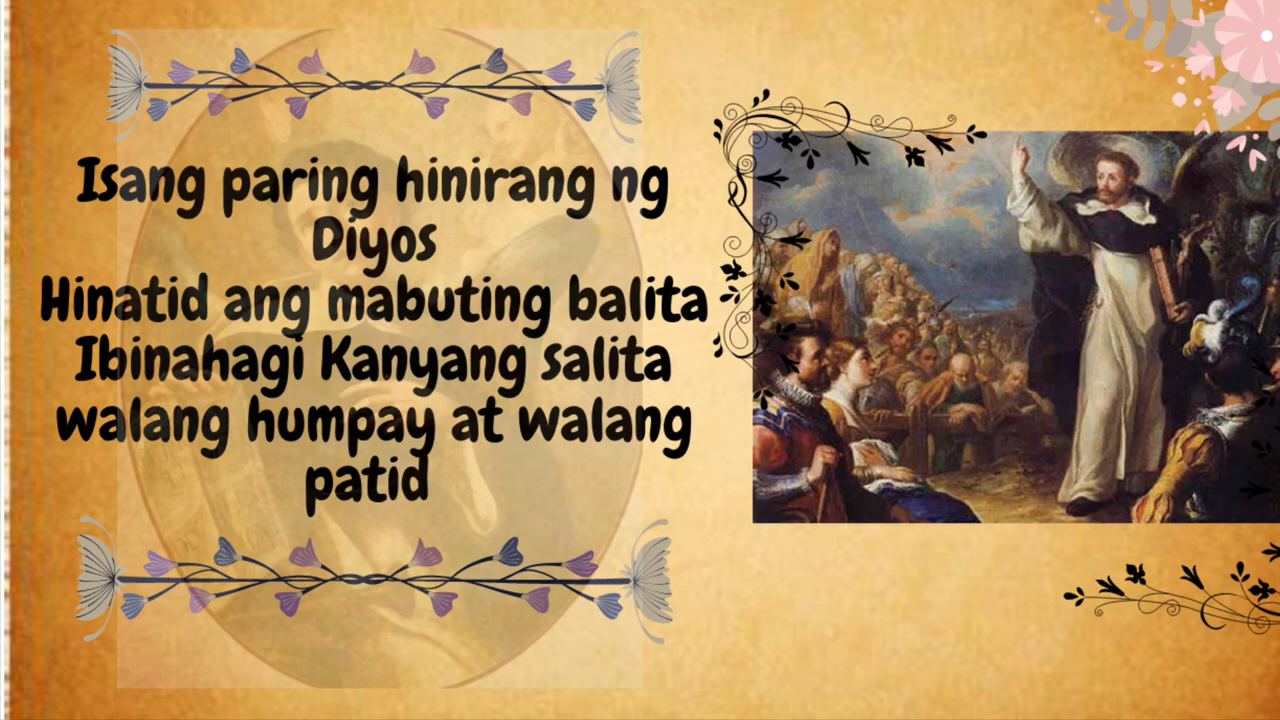 Isang paring hinirang ng
Diyos
Hinatid ang mabuting balita
Ibinahagi Kanyang salita
walang humpay at walang
patid